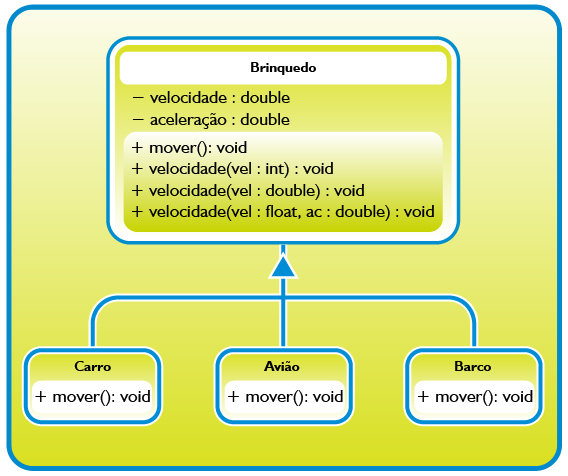 Brinquedo
− velocidade : double
− aceleração : double
+ mover(): void
+ velocidade(vel : int) : void
+ velocidade(vel : double) : void
+ velocidade(vel : float, ac : double) : void
Carro
+ mover(): void
Avião
+ mover(): void
Barco
+ mover(): void